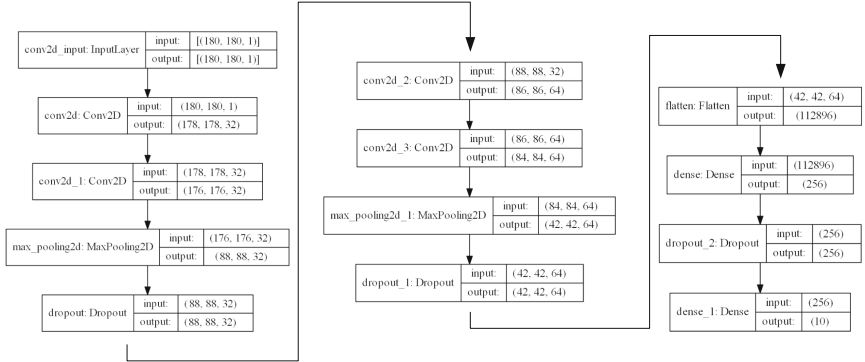 conv2d_input: InputLayer input: [(180, 180, 1)]
output: [(180, 180, 1)]
conv2d: Conv2D input: (180, 180, 1)
output: (178, 178, 32)
conv2d_1: Conv2D input: (178, 178, 32)
output: (176, 176, 32)
max_pooling2d: MaxPooling2D input: (176, 176, 32)
output: (88, 88, 32)
dropout: Dropout input: (88, 88, 32)
output: (88, 88, 32)
conv2d_2: Conv2D input: (88, 88, 32)
output: (86, 86, 64)
conv2d_3: Conv2D input: (86, 86, 64)
output: (84, 84, 64)
max_pooling2d_1: MaxPooling2D input: (84, 84, 64)
output: (42, 42, 64)
dropout_1: Dropout input: (42, 42, 64)
output: (42, 42, 64)
flatten: Flatten input: (42, 42, 64)
output: (112896)
dense: Dense input: (112896)
output: (256)
dropout_2: Dropout input: (256)
output: (256)
dense_1: Dense input: (256)
output: (10)